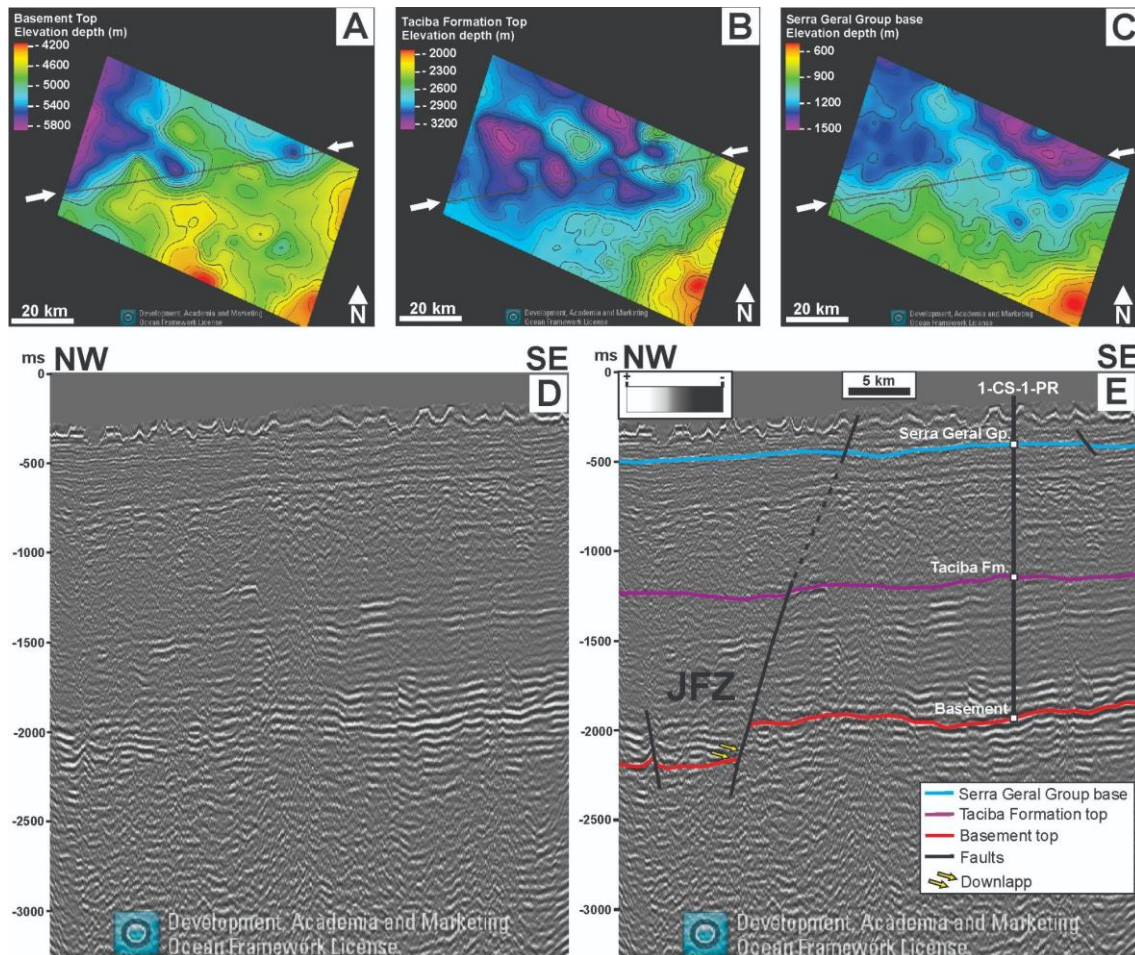 Basement Top
Elevation depth (m)
- 4200
- 4600
- 5000
- 5400
- 5800
A
20 km
N
Development, Academia and Marketing
Ocean Framework License
Taciba Formation Top
Elevation depth (m)
- 2000
- 2300
- 2600
- 2900
- 3200
B
20 km
N
Development, Academia and Marketing
Ocean Framework License
Serra Geral Group base
Elevation depth (m)
- 600
- 900
- 1200
- 1500
C
20 km
N
Development, Academia and Marketing
Ocean Framework License
ms
NW
SE
D
0
-500
-1000
-1500
-2000
-2500
-3000
Development, Academia and Marketing
Ocean Framework License
ms
NW
SE
E
+
-
5 km
1-CS-1-PR
0
-500
-1000
-1500
-2000
-2500
-3000
Serra Geral Gp.
Taciba Fm.
JFZ
Basement
Serra Geral Group base
Taciba Formation top
Basement top
Faults
Downlapp
Development, Academia and Marketing
Ocean Framework License